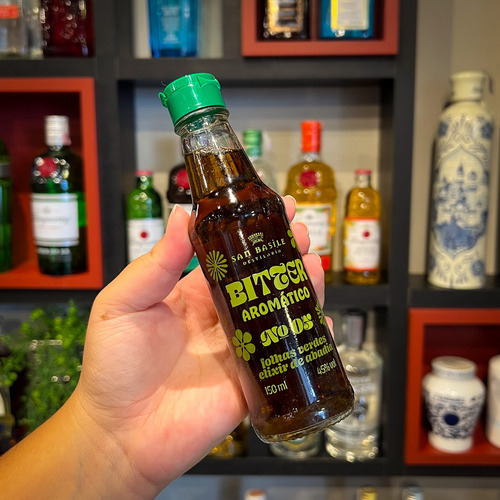 SAN BASILE
DESTILARIA
BITTER
AROMÁTICO
No 05
folhas verdes
elixir de abadia
150 ml
45% vol